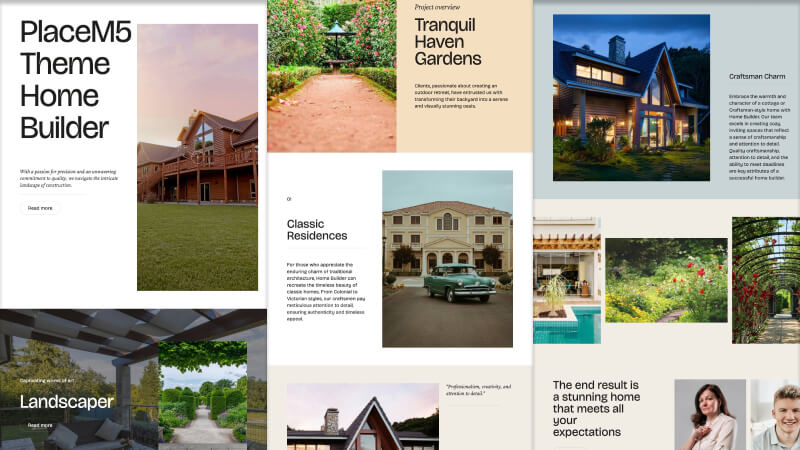 PlaceM5
Theme
Home
Builder
With a passion for precision and an unwavering
commitment to quality, we navigate the intricate
landscape of construction.
Read more
Captivating works of art
Landscaper
Read more
Project overview
Tranquil
Haven
Gardens
Clients, passionate about creating an
outdoor retreat, have entrusted us with
transforming their backyard into a serene
and visually stunning oasis.
01
Classic
Residences
For those who appreciate the
enduring charm of traditional
architecture, Home Builder can
recreate the timeless beauty of
classic homes. From Colonial to
Victorian styles, our craftsmen pay
meticulous attention to detail,
ensuring authenticity and timeless
appeal.
"Professionalism, creativity, and
attention to detail."
Craftsman Charm
Embrace the warmth and
character of a cottage or
Craftsman-style home with
Home Builder. Our team
excels in creating cozy,
inviting spaces that reflect
a sense of craftsmanship
and attention to detail.
Quality craftsmanship,
attention to detail, and the
ability to meet deadlines
are key attributes of a
successful home builder.
The end result is
a stunning home
that meets all
your
expectations